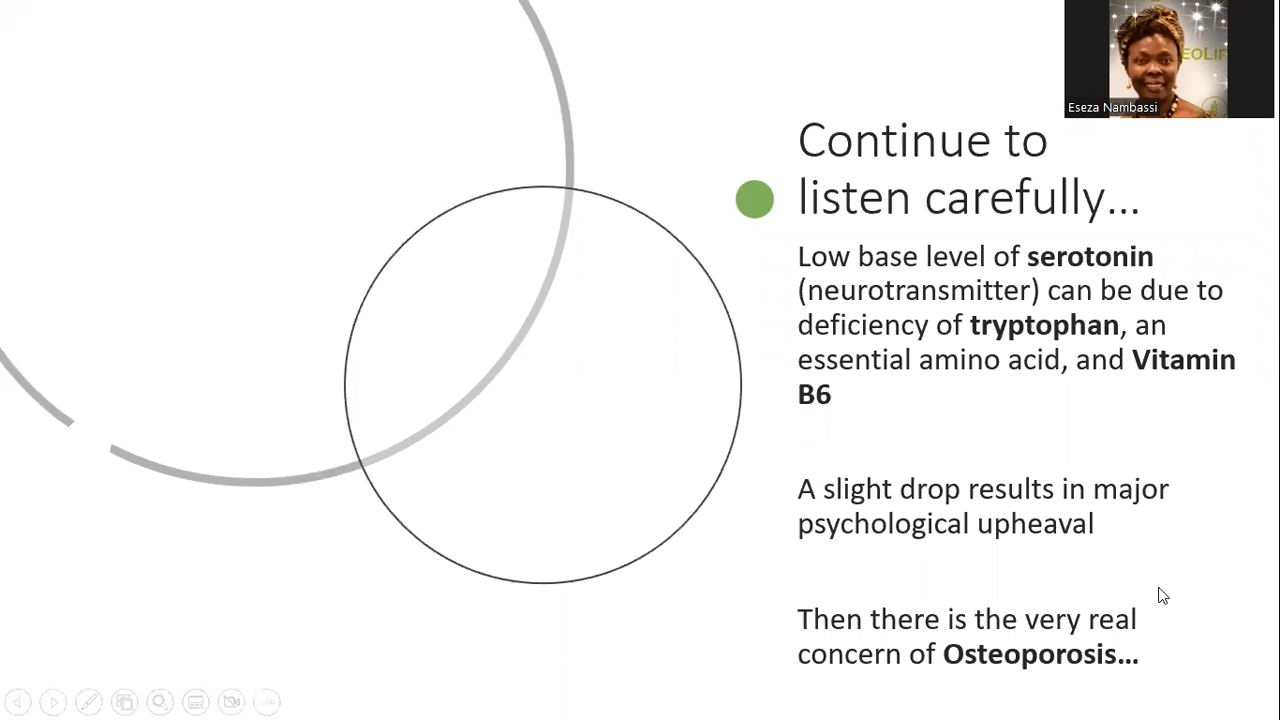 EOLIF
Eseza Nambassi
Continue to
listen carefully...
Low base level of serotonin
(neurotransmitter) can be due to
deficiency of tryptophan, an
essential amino acid, and Vitamin
B6
A slight drop results in major
psychological upheaval
Then there is the very real
concern of Osteoporosis...